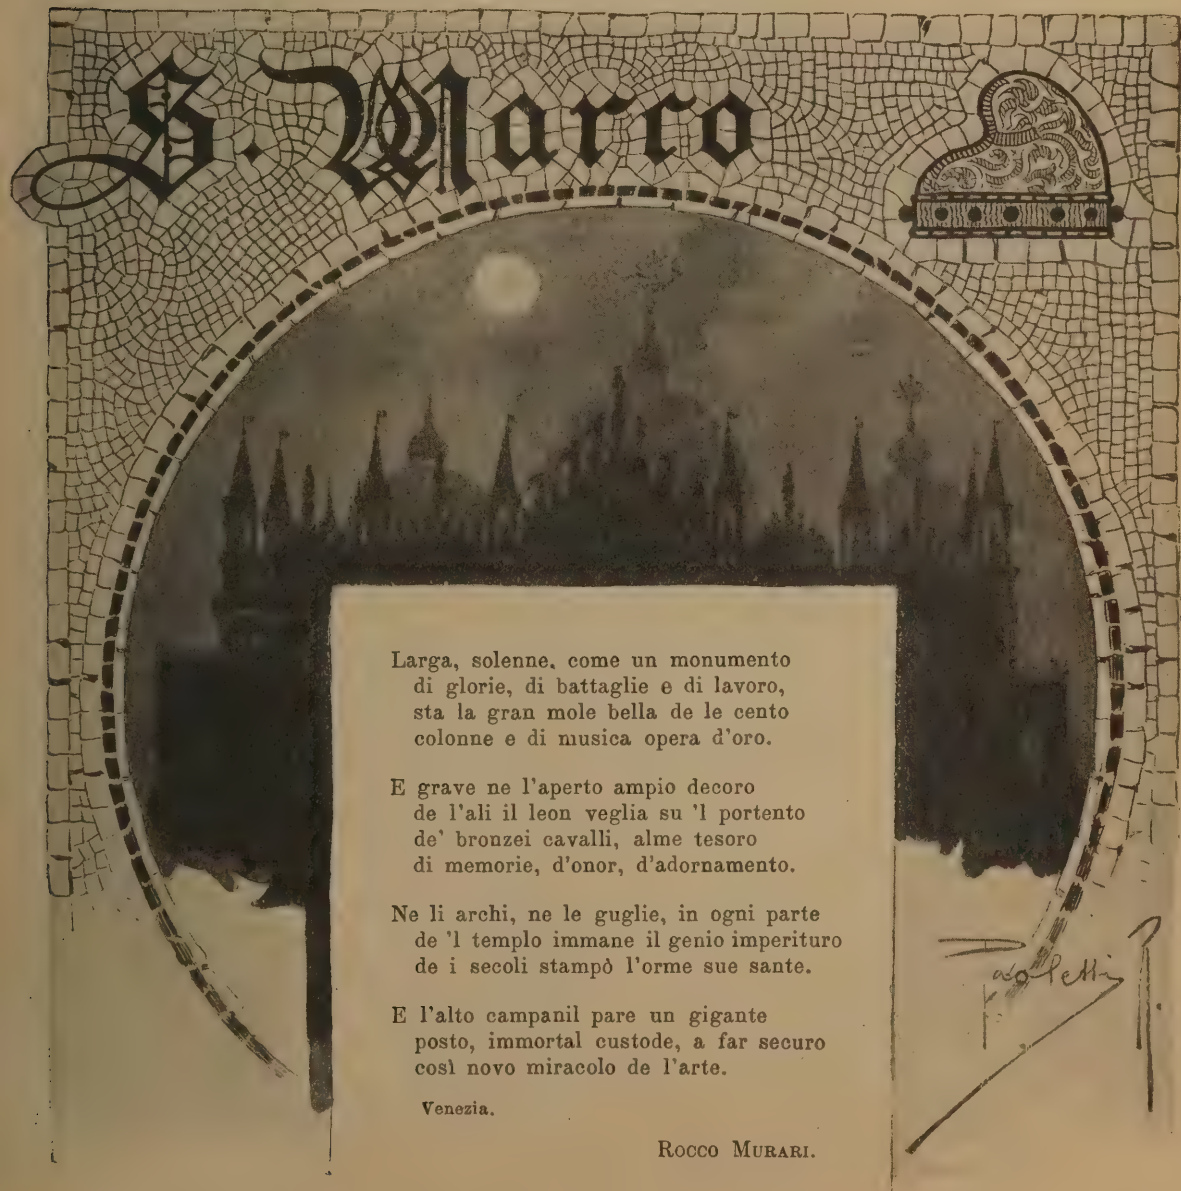 S. Marco
Larga, solenne, come un monumento
di glorie, di battaglie e di lavoro,
sta la gran mole bella de le cento
colonne e di musica opera d'oro.
E grave ne l'aperto ampio decoro
de l'ali il leon veglia su 'l portento
de' bronzei cavalli, alme tesoro
di memorie, d'onor, d'adornamento.
Ne li archi, ne le guglie, in ogni parte
de 'l templo immane il genio imperituro
de i secoli stampò l'orme sue sante.
E l'alto campanil pare un gigante
posto, immortal custode, a far securo
così novo miracolo de l'arte.
Venezia.
ROCCO MURARI.
Paoletti R.